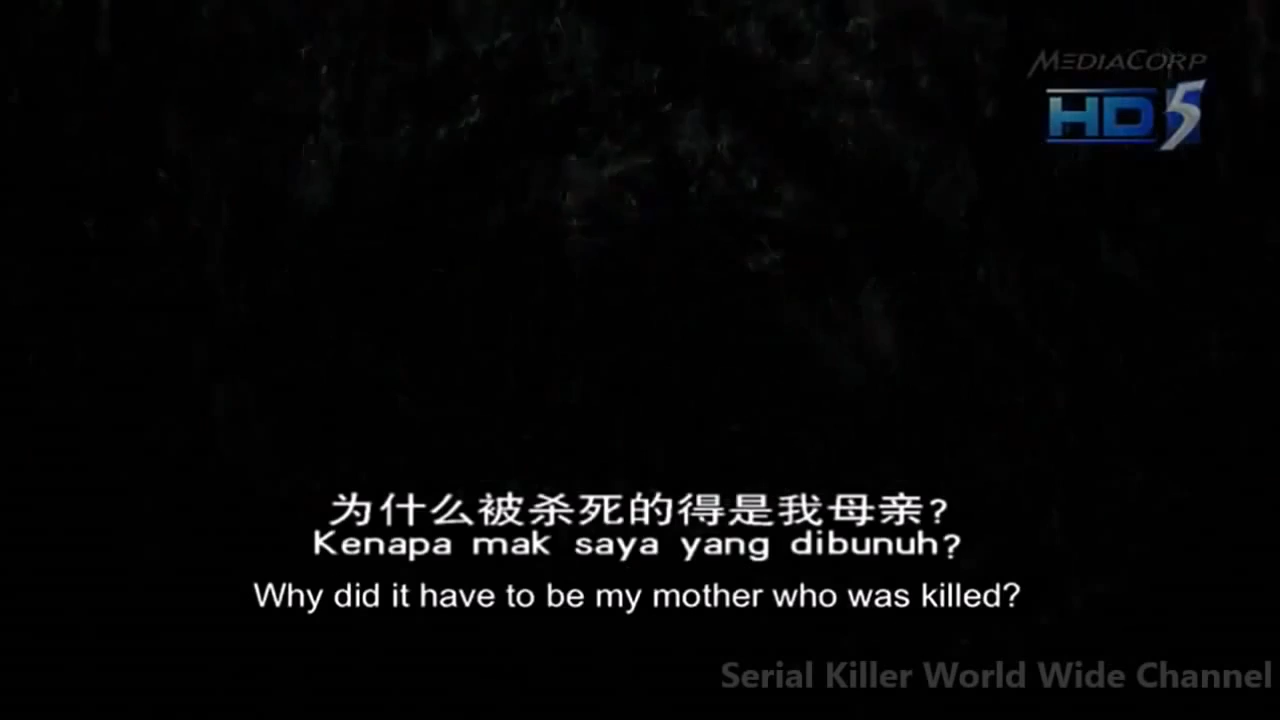 MEDIACORP
HD5
为什么被杀死的得是我母亲?
Kenapa mak saya yang dibunuh?
Why did it have to be my mother who was killed?
Serial Killer World Wide Channel